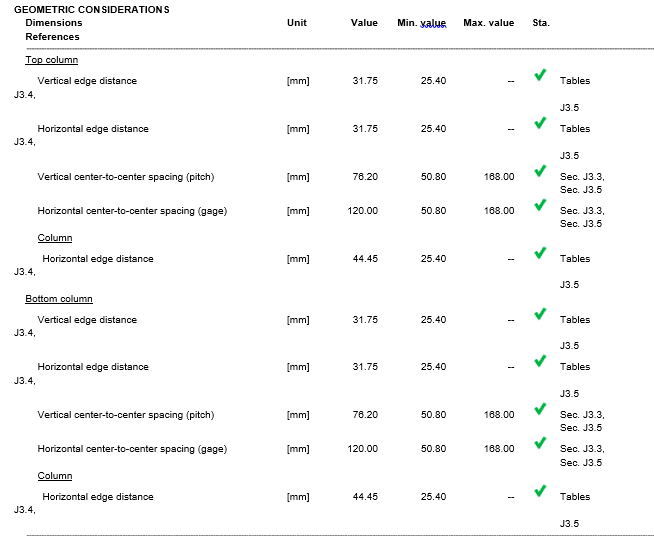 GEOMETRIC CONSIDERATIONS
Dimensions Unit Value Min. value Max. value Sta.
References
Top column
Vertical edge distance [mm] 31.75 25.40 -- Tables
J3.4,
J3.5
Horizontal edge distance [mm] 31.75 25.40 -- Tables
J3.4,
J3.5
Vertical center-to-center spacing (pitch) [mm] 76.20 50.80 168.00 Sec. J3.3,
Sec. J3.5
Horizontal center-to-center spacing (gage) [mm] 120.00 50.80 168.00 Sec. J3.3,
Sec. J3.5
Column
Horizontal edge distance [mm] 44.45 25.40 -- Tables
J3.4,
J3.5
Bottom column
Vertical edge distance [mm] 31.75 25.40 -- Tables
J3.4,
J3.5
Horizontal edge distance [mm] 31.75 25.40 -- Tables
J3.4,
J3.5
Vertical center-to-center spacing (pitch) [mm] 76.20 50.80 168.00 Sec. J3.3,
Sec. J3.5
Horizontal center-to-center spacing (gage) [mm] 120.00 50.80 168.00 Sec. J3.3,
Sec. J3.5
Column
Horizontal edge distance [mm] 44.45 25.40 -- Tables
J3.4,
J3.5